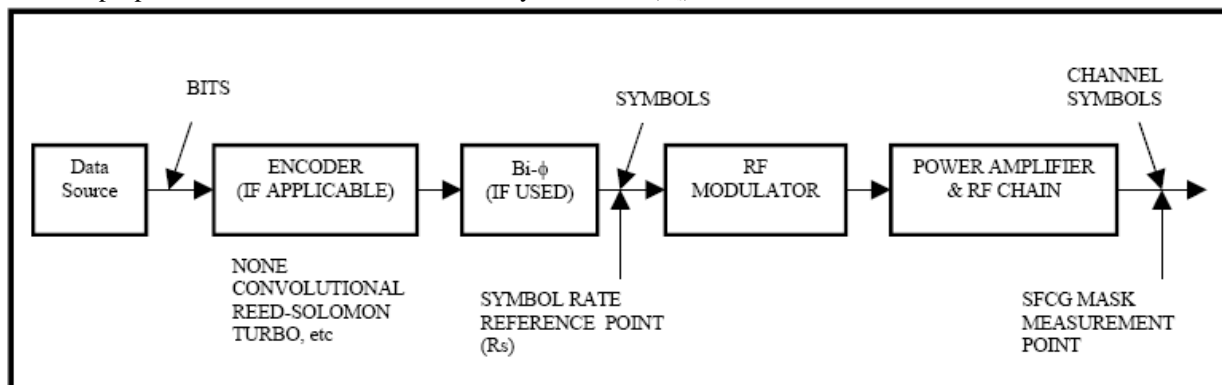 BITS
SYMBOLS
CHANNEL
SYMBOLS
Data
Source
ENCODER
(IF APPLICABLE)
Bi-ϕ
(IF USED)
RF
MODULATOR
POWER AMPLIFIER
& RF CHAIN
NONE
CONVOLUTIONAL
REED-SOLOMON
TURBO, etc
SYMBOL RATE
REFERENCE POINT
(Rs)
SFCG MASK
MEASUREMENT
POINT